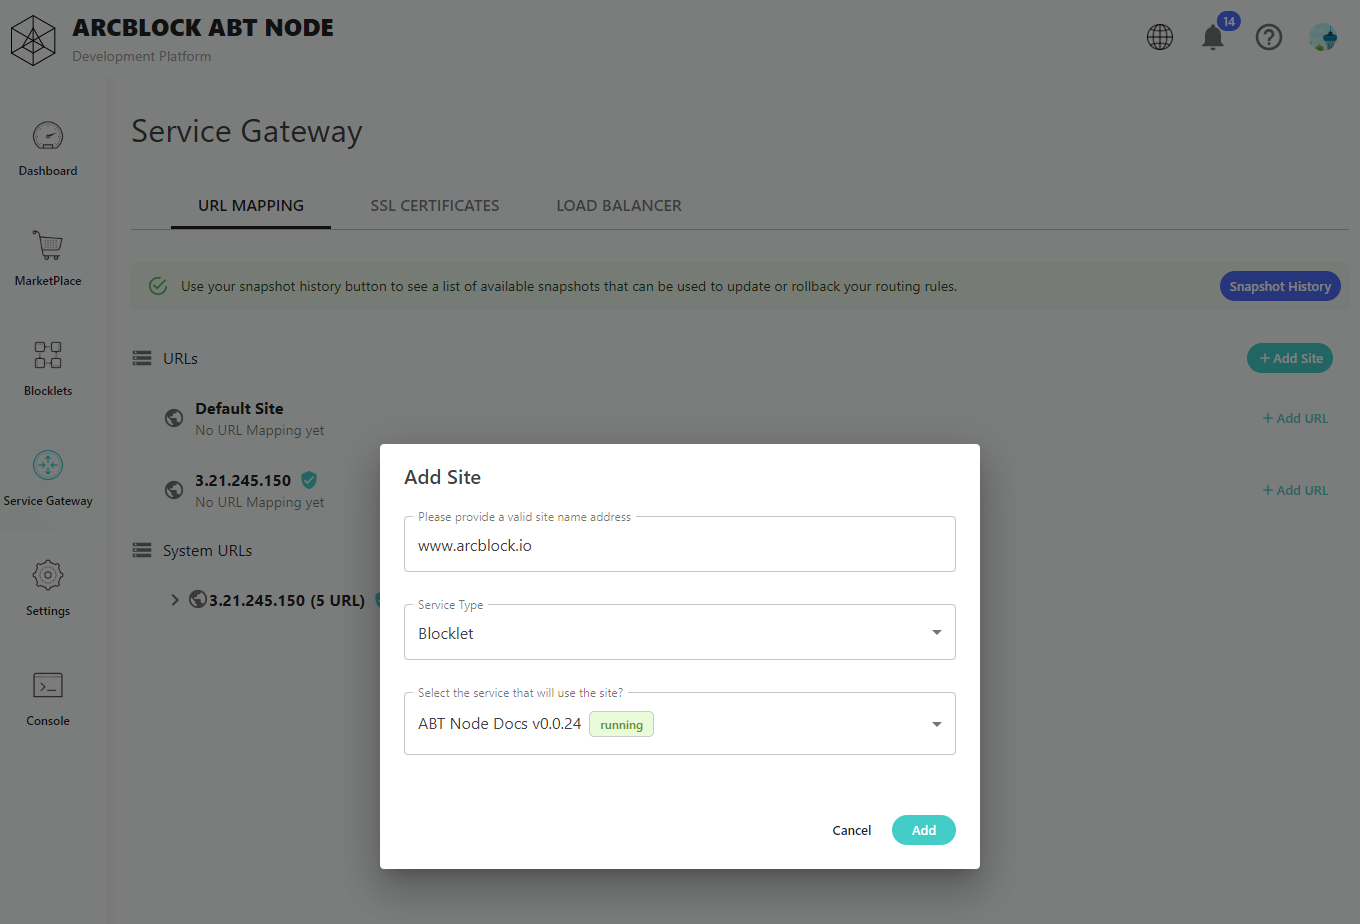 ARCBLOCK ABT NODE
Development Platform
14
Dashboard
MarketPlace
Blocklets
Service Gateway
Settings
Console
Service Gateway
URL MAPPING
SSL CERTIFICATES
LOAD BALANCER
Use your snapshot history button to see a list of available snapshots that can be used to update or rollback your routing rules.
Snapshot History
URLs
+ Add Site
Default Site
No URL Mapping yet
+ Add URL
3.21.245.150
No URL Mapping yet
+ Add URL
System URLs
3.21.245.150 (5 URL)
Add Site
Please provide a valid site name address
www.arcblock.io
Service Type
Blocklet
Select the service that will use the site?
ABT Node Docs v0.0.24 running
Cancel
Add